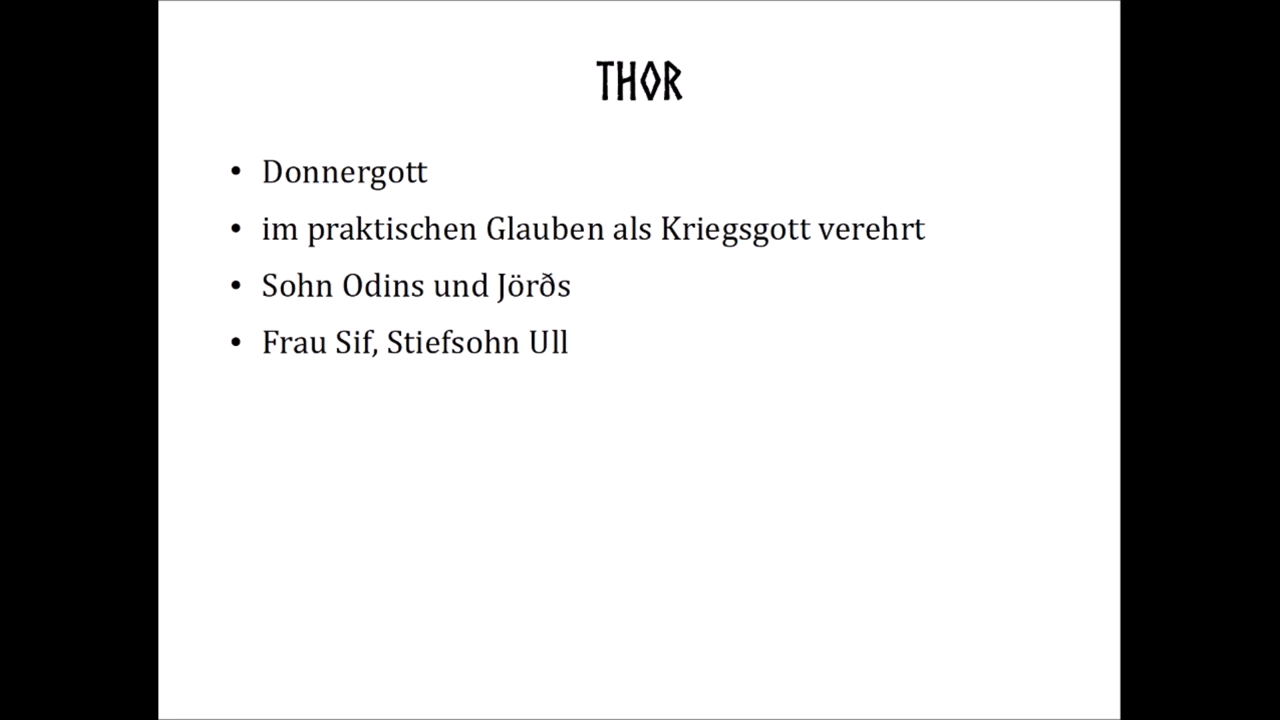 THOR
• Donnergott
• im praktischen Glauben als Kriegsgott verehrt
• Sohn Odins und Jörðs
• Frau Sif, Stiefsohn Ull